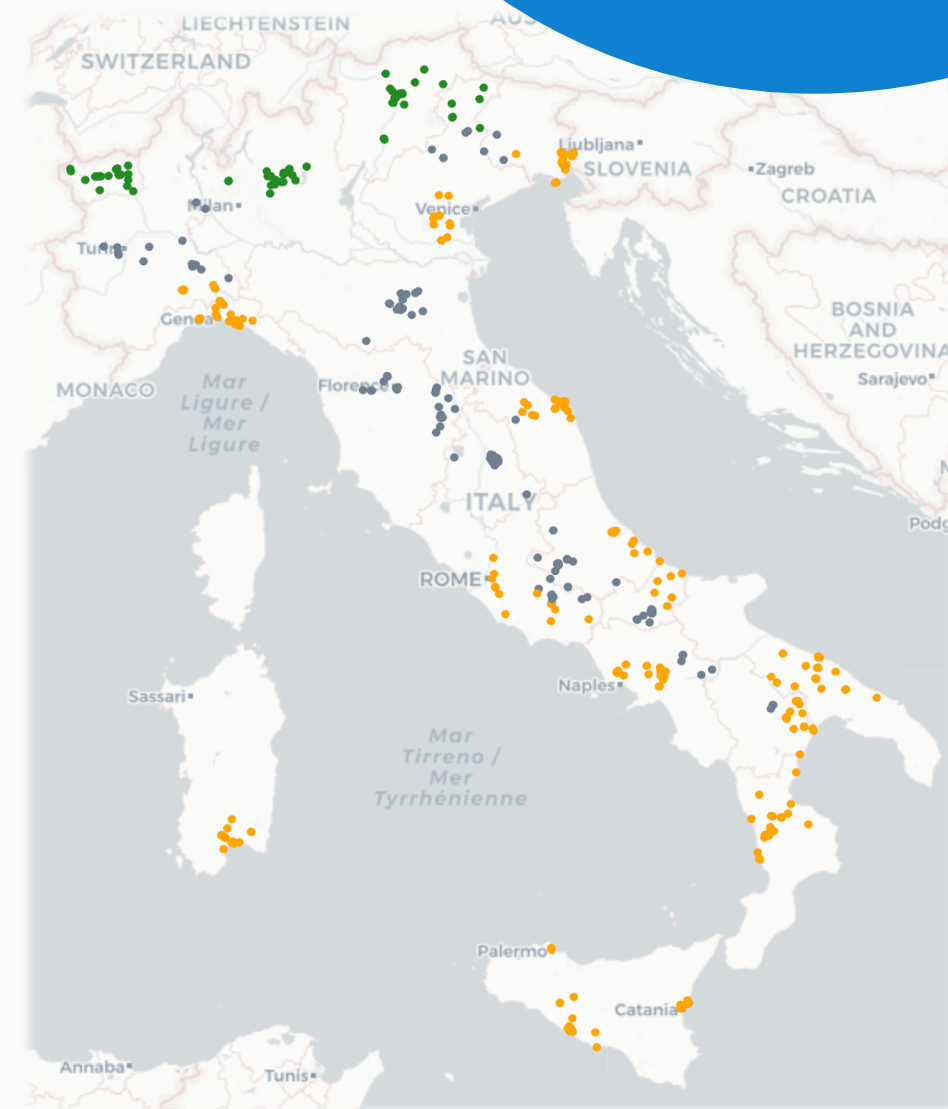 LIECHTENSTEIN
SWITZERLAND
Ljubljana
SLOVENIA
Zagreb
CROATIA
Milan
Venice
Turin
BOSNIA
AND
HERZEGOVINA
Genoa
SAN
MARINO
Sarajevo
MONACO
Florence
Mar
Ligure /
Mer
Ligure
ITALY
ROME
Naples
Sassari
Mar
Tirreno /
Mer
Tyrrhénienne
Palermo
Catania
Annaba
Tunis